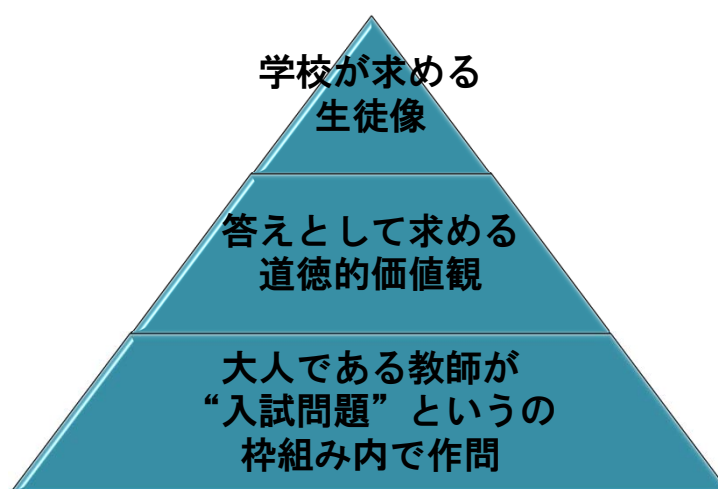 学校が求める
生徒像
答えとして求める
道徳的価値観
大人である教師が
“入試問題”というの
枠組み内で作問